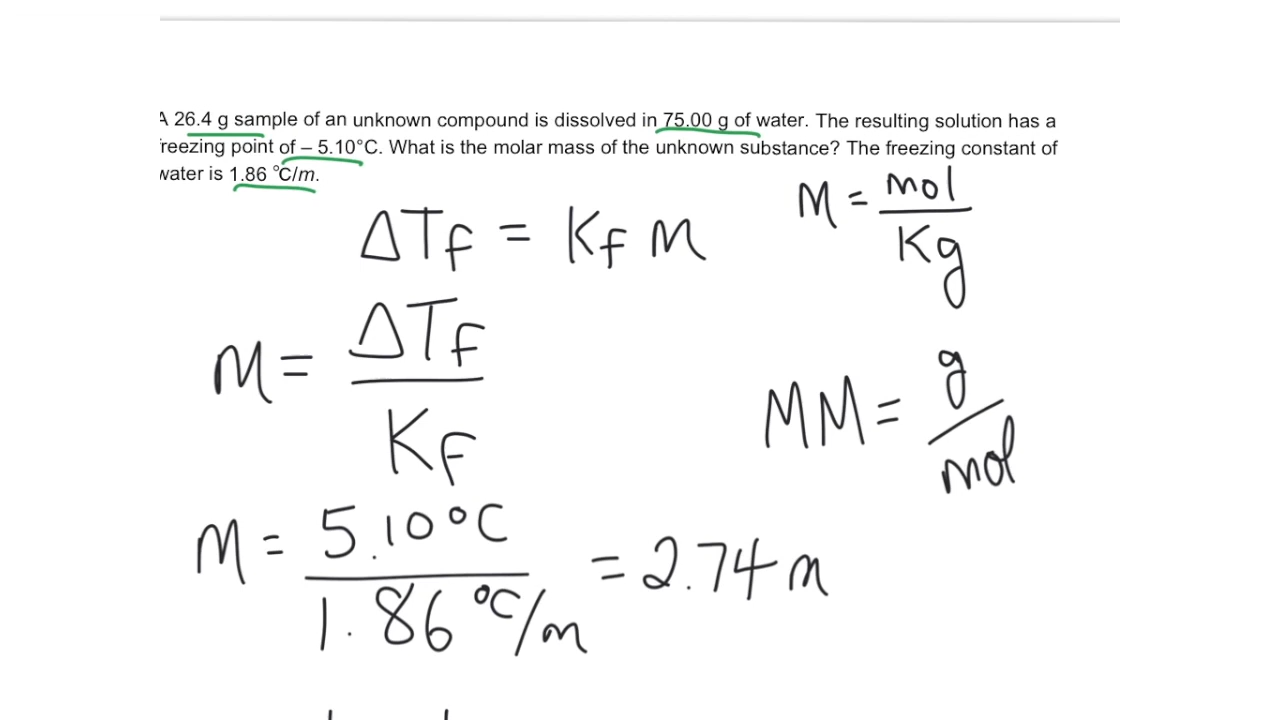 A 26.4 g sample of an unknown compound is dissolved in 75.00 g of water. The resulting solution has a
freezing point of – 5.10°C. What is the molar mass of the unknown substance? The freezing constant of
water is 1.86 °C/m.
ΔTf = Kf m
m = mol / Kg
m = ΔTf / Kf
MM = g / mol
m = 5.10°C / 1.86 °C/m = 2.74 m